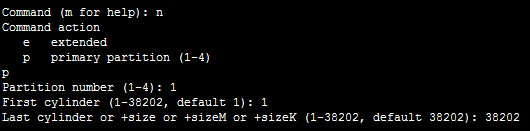 Command (m for help): n
Command action
   e   extended
   p   primary partition (1-4)
p
Partition number (1-4): 1
First cylinder (1-38202, default 1): 1
Last cylinder or +size or +sizeM or +sizeK (1-38202, default 38202): 38202